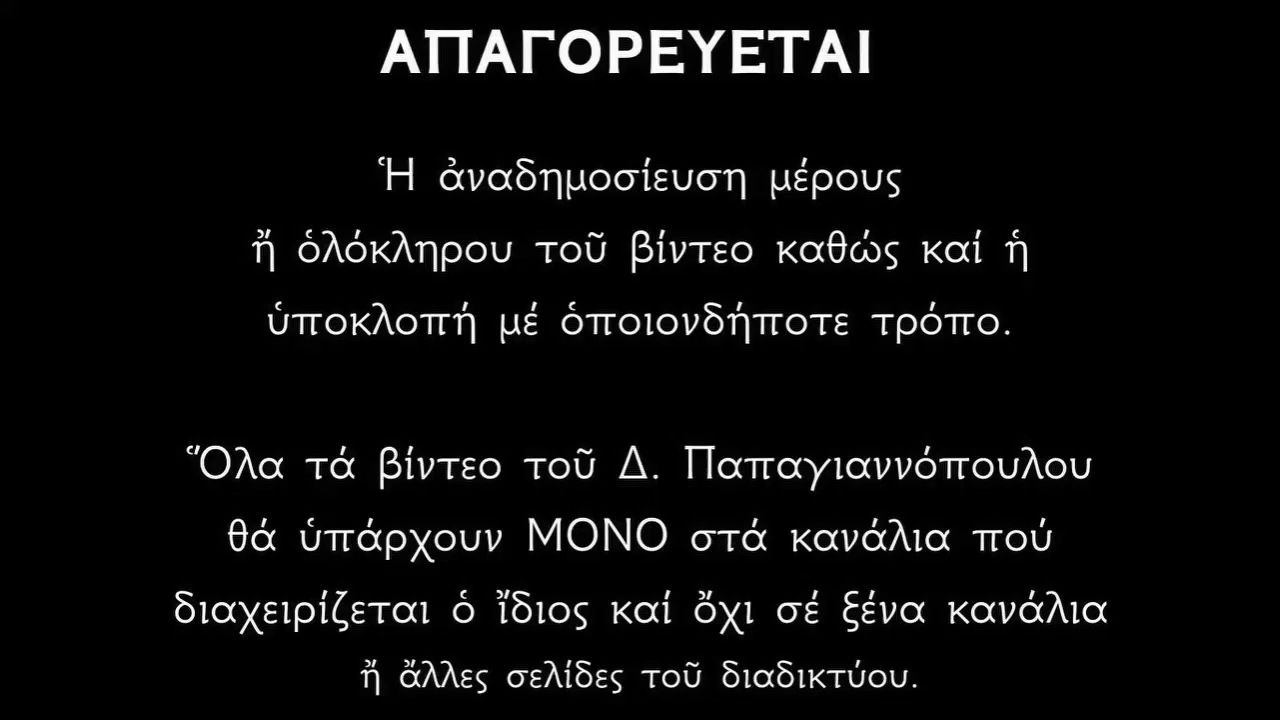 ΑΠΑΓΟΡΕΥΕΤΑΙ
Ἡ ἀναδημοσίευση μέρους
ἤ ὁλόκληρου τοῦ βίντεο καθώς καί ἡ
ὑποκλοπή μέ ὁποιονδήποτε τρόπο.
Ὅλα τά βίντεο τοῦ Δ. Παπαγιαννόπουλου
θά ὑπάρχουν ΜΟΝΟ στά κανάλια πού
διαχειρίζεται ὁ ἴδιος καί ὄχι σέ ξένα κανάλια
ἤ ἄλλες σελίδες τοῦ διαδικτύου.